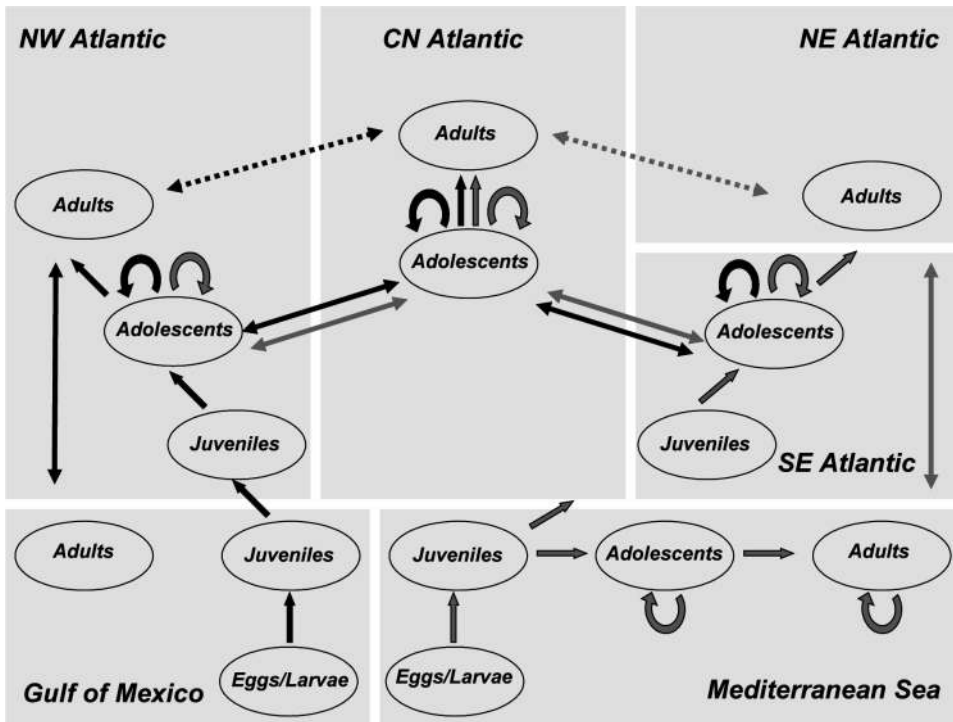 NW Atlantic
CN Atlantic
NE Atlantic
Adults
Adults
Adults
Adolescents
Adolescents
Adolescents
Juveniles
Juveniles
SE Atlantic
Adults
Juveniles
Juveniles
Adolescents
Adults
Eggs/Larvae
Eggs/Larvae
Gulf of Mexico
Mediterranean Sea